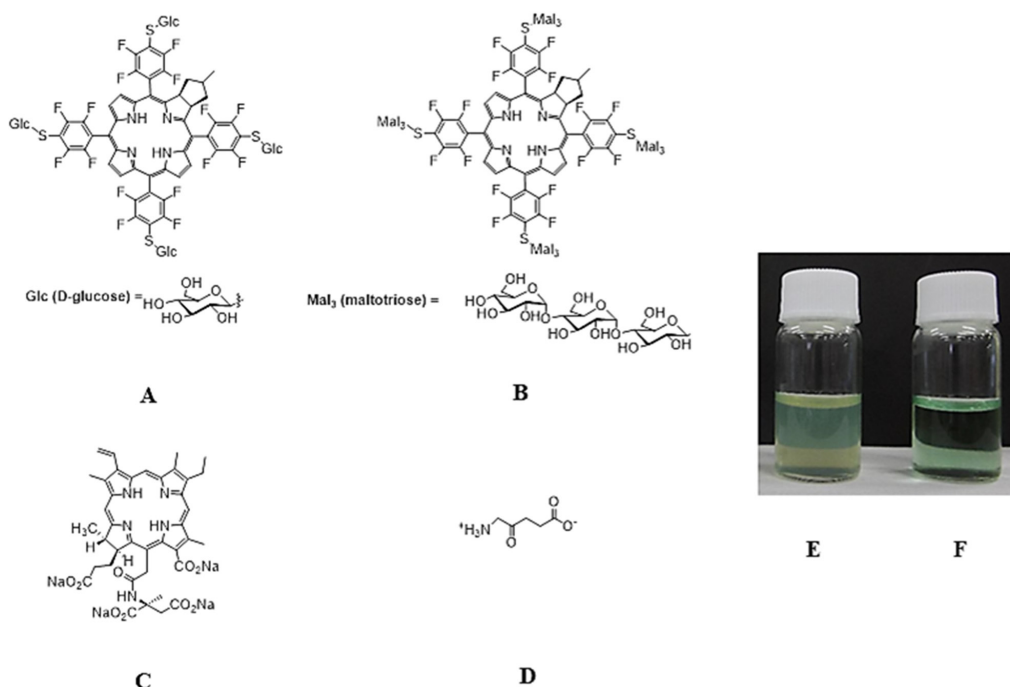 Glc
S
F F
F F
F F NH N F F
Glc S S Glc
F F N HN F F
F F
F F
S
Glc
Glc (D-glucose) =
HO
HO O
HO OH
A
Mal₃
S
F F
F F
F F NH N F F
Mal₃ S S Mal₃
F F N HN F F
F F
F F
S
Mal₃
Mal₃ (maltotriose) =
OH
HO O
HO OH O OH O
HO OH O OH O
HO OH
B
NH N
H₃C N HN
H H
NaO₂C O CO₂Na
HN
NaO₂C CO₂Na
C
O
⁺H₃N O⁻
O
D
E F